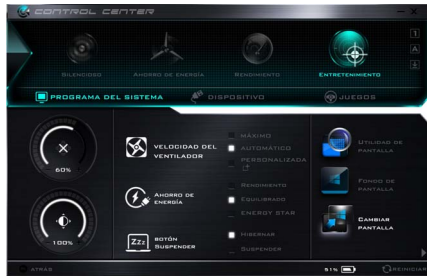 CONTROL CENTER
1
A
SILENCIOSO
AHORRO DE ENERGÍA
RENDIMIENTO
ENTRETENIMIENTO
PROGRAMA DEL SISTEMA
DISPOSITIVO
JUEGOS
60%
VELOCIDAD DEL VENTILADOR
MÁXIMO
AUTOMÁTICO
PERSONALIZADA
UTILIDAD DE PANTALLA
AHORRO DE ENERGÍA
RENDIMIENTO
EQUILIBRADO
ENERGY STAR
FONDO DE PANTALLA
100%
ZZZ
BOTÓN SUSPENDER
HIBERNAR
SUSPENDER
CAMBIAR PANTALLA
ATRÁS
51%
REINICIAR